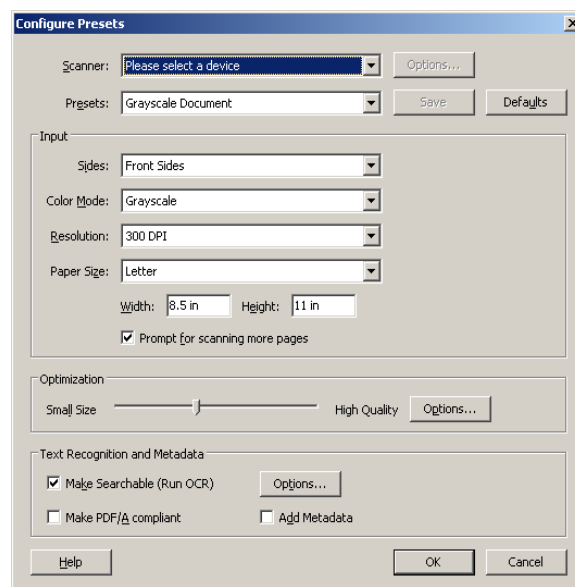 Configure Presets
Scanner: Please select a device Options...
Presets: Grayscale Document Save Defaults
Input
Sides: Front Sides
Color Mode: Grayscale
Resolution: 300 DPI
Paper Size: Letter
Width: 8.5 in Height: 11 in
Prompt for scanning more pages
Optimization
Small Size High Quality Options...
Text Recognition and Metadata
Make Searchable (Run OCR) Options...
Make PDF/A compliant Add Metadata
Help OK Cancel